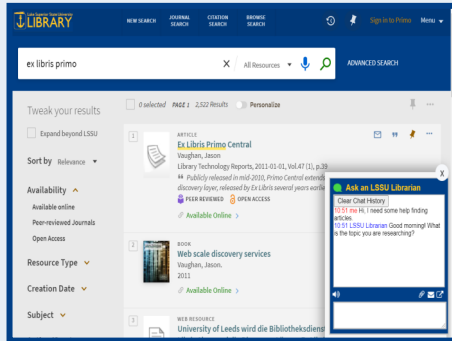 Lake Superior State University
LIBRARY
NEW SEARCH
JOURNAL SEARCH
CITATION SEARCH
BROWSE SEARCH
Sign in to Primo
Menu
ex libris primo
X
All Resources
ADVANCED SEARCH
Tweak your results
Expand beyond LSSU
Sort by Relevance
Availability
Available online
Peer-reviewed Journals
Open Access
Resource Type
Creation Date
Subject
0 selected PAGE 1 2,522 Results Personalize
1
ARTICLE
Ex Libris Primo Central
Vaughan, Jason
Library Technology Reports, 2011-01-01, Vol.47 (1), p.39
Publicly released in mid-2010, Primo Central extends
discovery layer, released by Ex Libris several years earlie
PEER REVIEWED OPEN ACCESS
Available Online
2
BOOK
Web scale discovery services
Vaughan, Jason.
2011
Available Online
3
WEB RESOURCE
University of Leeds wird die Bibliotheksdiens
X
Ask an LSSU Librarian
Clear Chat History
10:51 me Hi, I need some help finding
articles.
10:51 LSSU Librarian Good morning! What
is the topic you are researching?